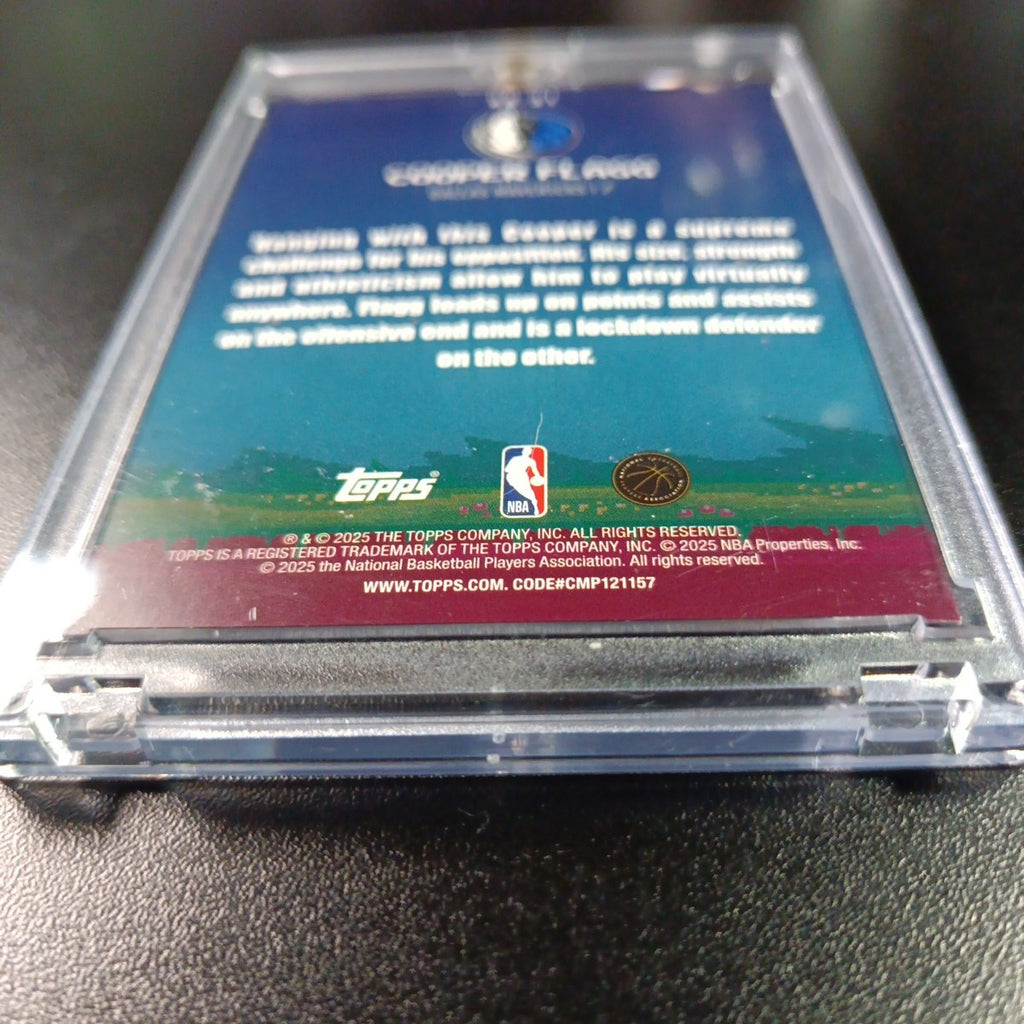 COOPER FLAGG
Hanging with this Cooper is a supreme
challenge for his opposition. His size, strength
and athleticism allow him to play virtually
anywhere. Flagg loads up on points and assists
on the offensive end and is a lockdown defender
on the other.
topps®
NBA
® & © 2025 THE TOPPS COMPANY, INC. ALL RIGHTS RESERVED.
TOPPS IS A REGISTERED TRADEMARK OF THE TOPPS COMPANY, INC. © 2025 NBA Properties, Inc.
© 2025 the National Basketball Players Association. All rights reserved.
WWW.TOPPS.COM. CODE#CMP121157